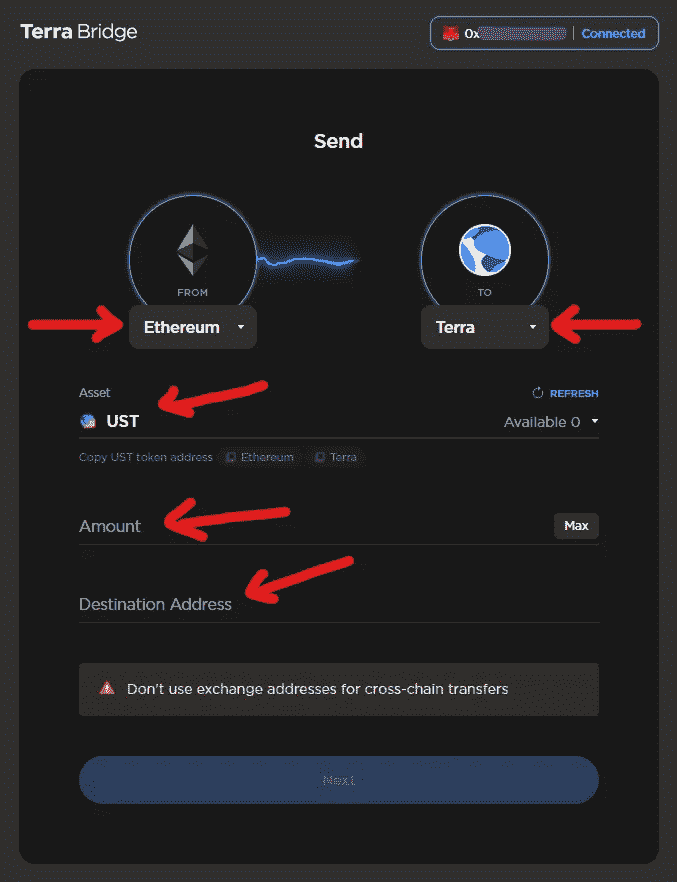 Terra Bridge
0x
Connected
Send
FROM
TO
Ethereum
Terra
Asset
REFRESH
UST
Available 0
Copy UST token address Ethereum Terra
Amount
Max
Destination Address
Don't use exchange addresses for cross-chain transfers
Next